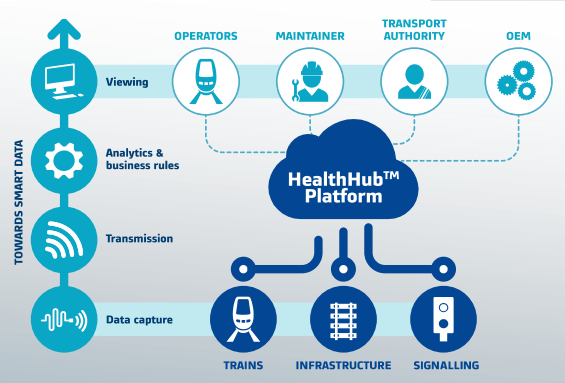 OPERATORS
MAINTAINER
TRANSPORT
AUTHORITY
OEM
Viewing
Analytics &
business rules
HealthHub™
Platform
TOWARDS SMART DATA
Transmission
Data capture
TRAINS
INFRASTRUCTURE
SIGNALLING